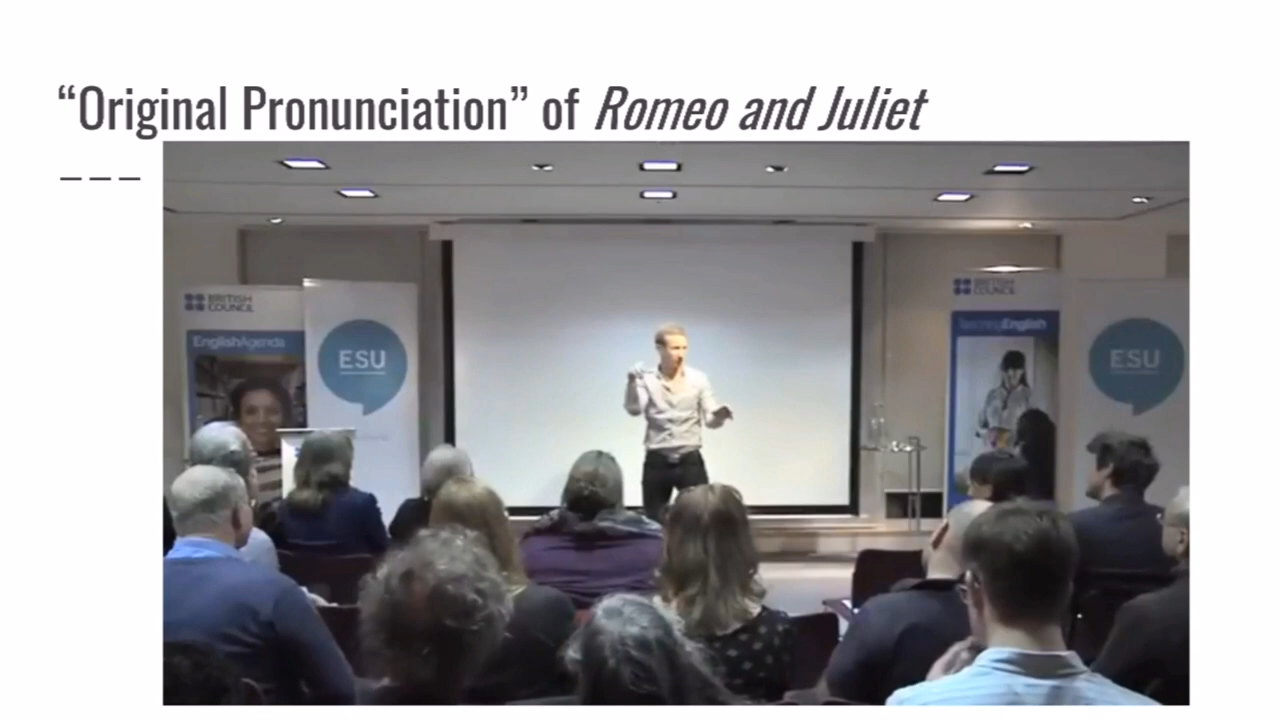 “Original Pronunciation” of Romeo and Juliet
BRITISH
COUNCIL
EnglishAgenda
ESU
BRITISH
COUNCIL
TeachingEnglish
ESU